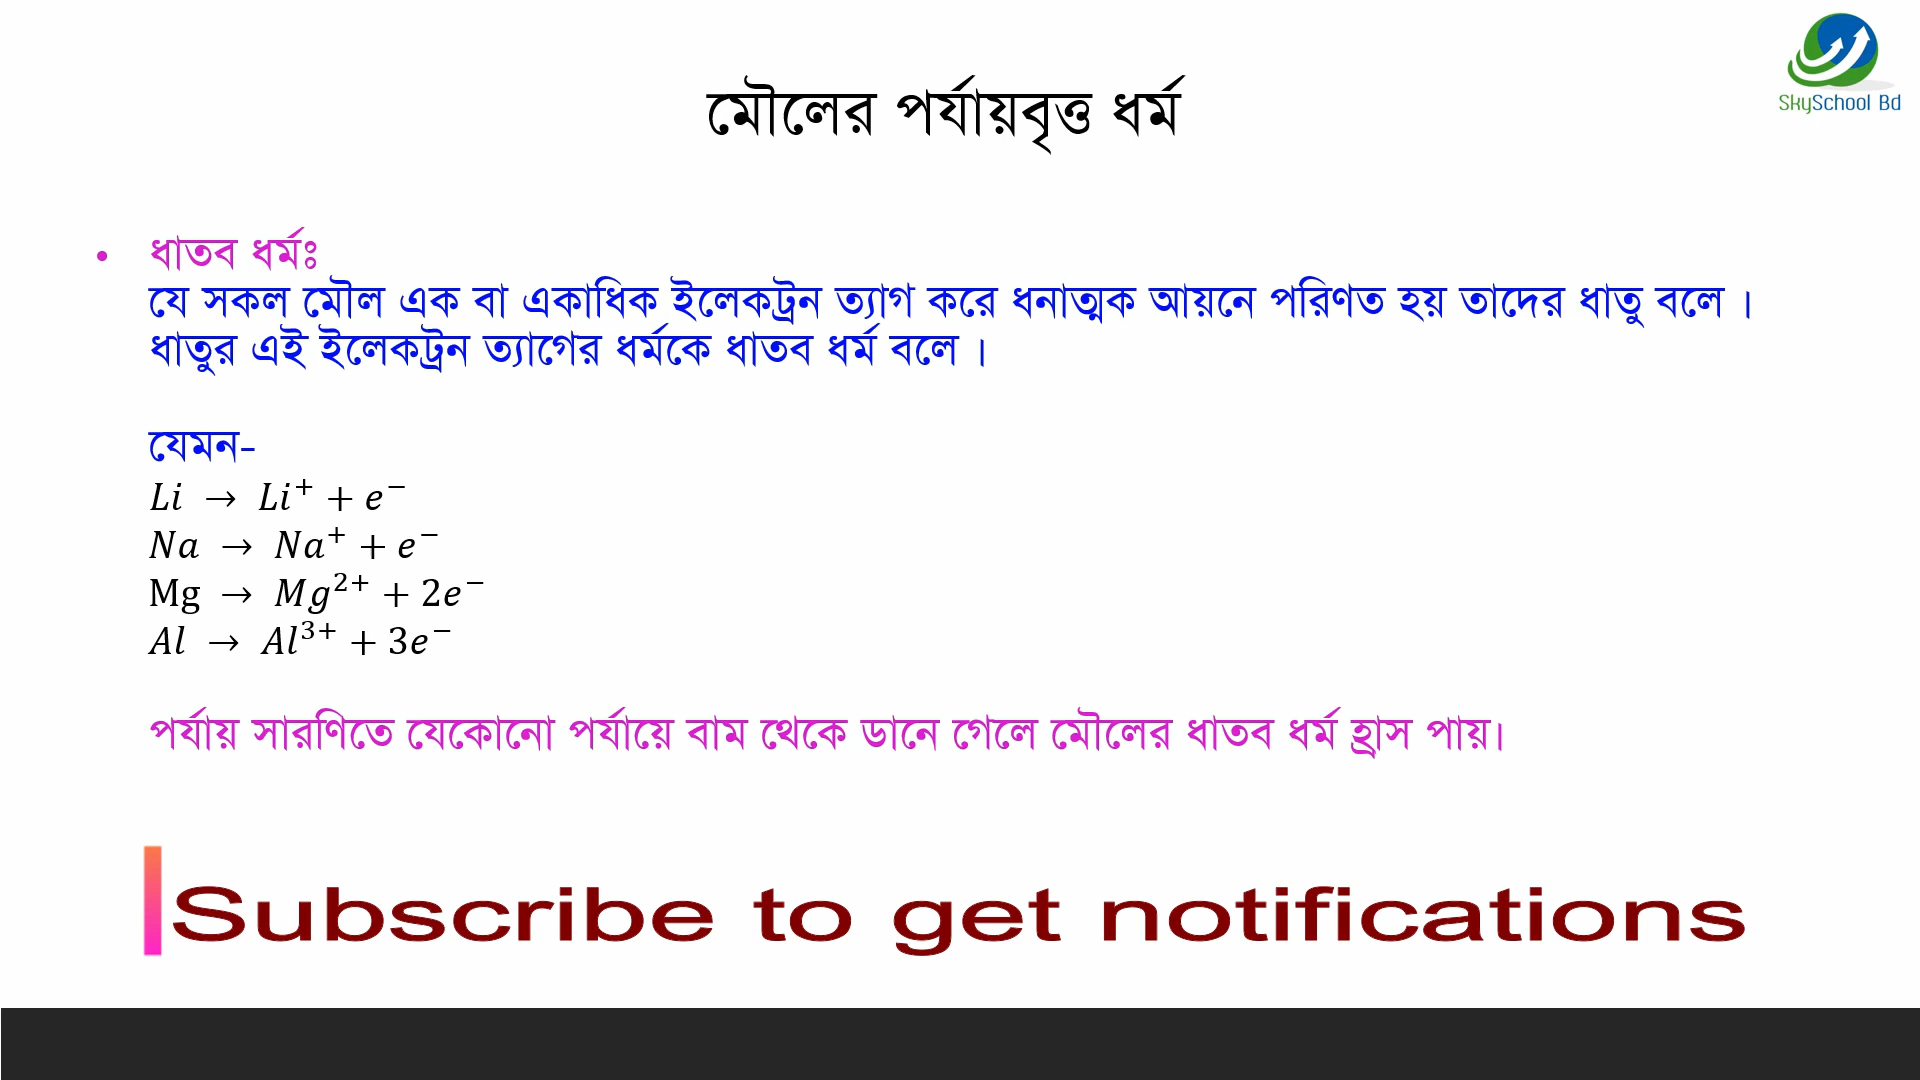 SkySchool Bd
মৌলের পর্যায়বৃত্ত ধর্ম
• ধাতব ধর্মঃ
যে সকল মৌল এক বা একাধিক ইলেকট্রন ত্যাগ করে ধনাত্মক আয়নে পরিণত হয় তাদের ধাতু বলে ।
ধাতুর এই ইলেকট্রন ত্যাগের ধর্মকে ধাতব ধর্ম বলে ।
যেমন-
Li → Li⁺ + e⁻
Na → Na⁺ + e⁻
Mg → Mg²⁺ + 2e⁻
Al → Al³⁺ + 3e⁻
পর্যায় সারণিতে যেকোনো পর্যায়ে বাম থেকে ডানে গেলে মৌলের ধাতব ধর্ম হ্রাস পায়।
Subscribe to get notifications